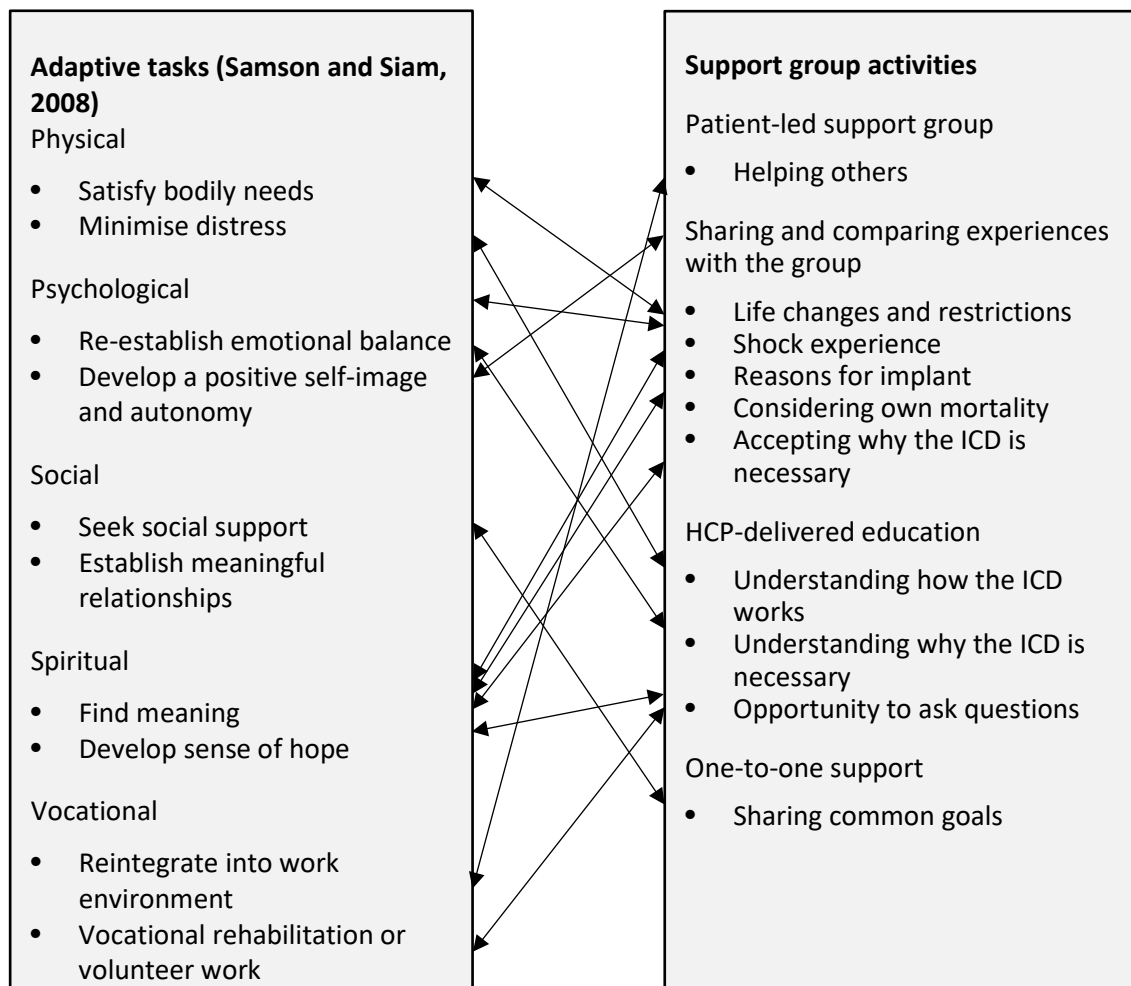 Adaptive tasks (Samson and Siam,
2008)
Physical
• Satisfy bodily needs
• Minimise distress
Psychological
• Re-establish emotional balance
• Develop a positive self-image
and autonomy
Social
• Seek social support
• Establish meaningful
relationships
Spiritual
• Find meaning
• Develop sense of hope
Vocational
• Reintegrate into work
environment
• Vocational rehabilitation or
volunteer work
Support group activities
Patient-led support group
• Helping others
Sharing and comparing experiences
with the group
• Life changes and restrictions
• Shock experience
• Reasons for implant
• Considering own mortality
• Accepting why the ICD is
necessary
HCP-delivered education
• Understanding how the ICD
works
• Understanding why the ICD is
necessary
• Opportunity to ask questions
One-to-one support
• Sharing common goals